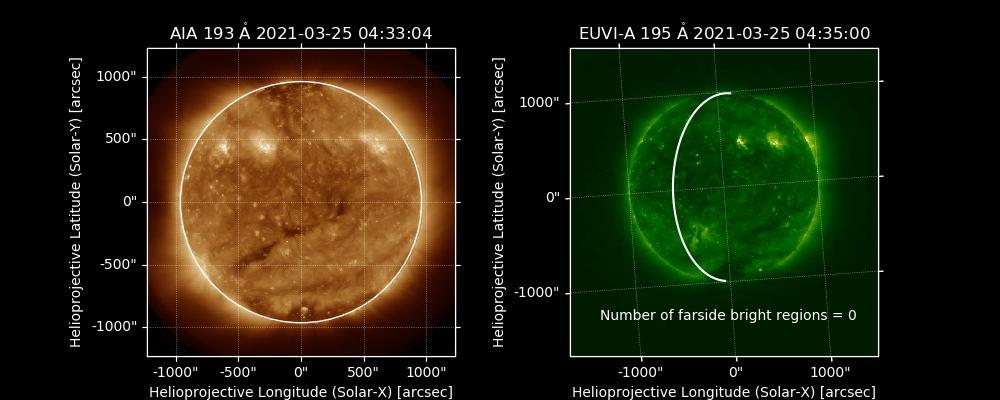 AIA 193 Å 2021-03-25 04:33:04
Helioprojective Latitude (Solar-Y) [arcsec]
1000"
500"
0"
-500"
-1000"
-1000"  -500"  0"  500"  1000"
Helioprojective Longitude (Solar-X) [arcsec]
EUVI-A 195 Å 2021-03-25 04:35:00
Helioprojective Latitude (Solar-Y) [arcsec]
1000"
0"
-1000"
Number of farside bright regions = 0
-1000"  0"  1000"
Helioprojective Longitude (Solar-X) [arcsec]